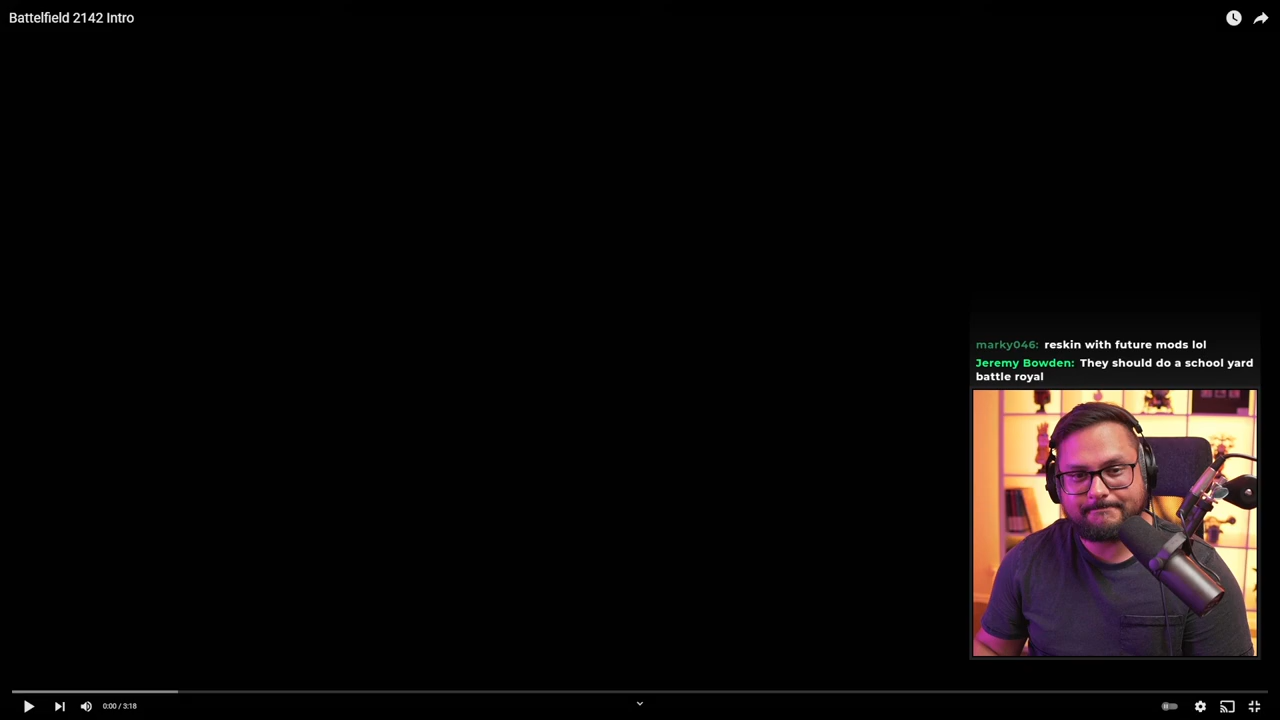 Battelfield 2142 Intro
marky046: reskin with future mods lol
Jeremy Bowden: They should do a school yard
battle royal
0:00 / 3:18